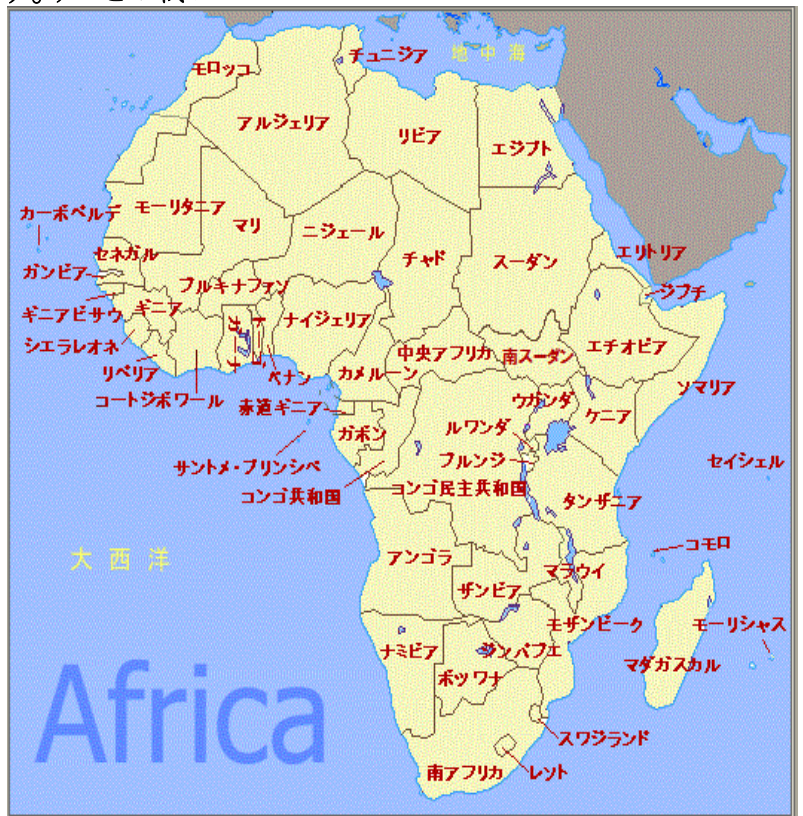 チュニジア
地中海
モロッコ
アルジェリア
リビア
エジプト
カーボベルデ
モーリタニア
マリ
ニジェール
チャド
スーダン
エリトリア
セネガル
ガンビア
ブルキナファソ
ジブチ
ギニアビサウ
ギニア
ナイジェリア
シエラレオネ
ガーナ
トーゴ
中央アフリカ
南スーダン
エチオピア
リベリア
ベナン
カメルーン
ソマリア
コートジボワール
赤道ギニア
ウガンダ
ケニア
ガボン
ルワンダ
サントメ・プリンシペ
ブルンジ
セイシェル
コンゴ共和国
コンゴ民主共和国
タンザニア
大西洋
アンゴラ
コモロ
マラウイ
ザンビア
モザンビーク
モーリシャス
ナミビア
ジンバブエ
マダガスカル
ボツワナ
Africa
スワジランド
南アフリカ
レソト